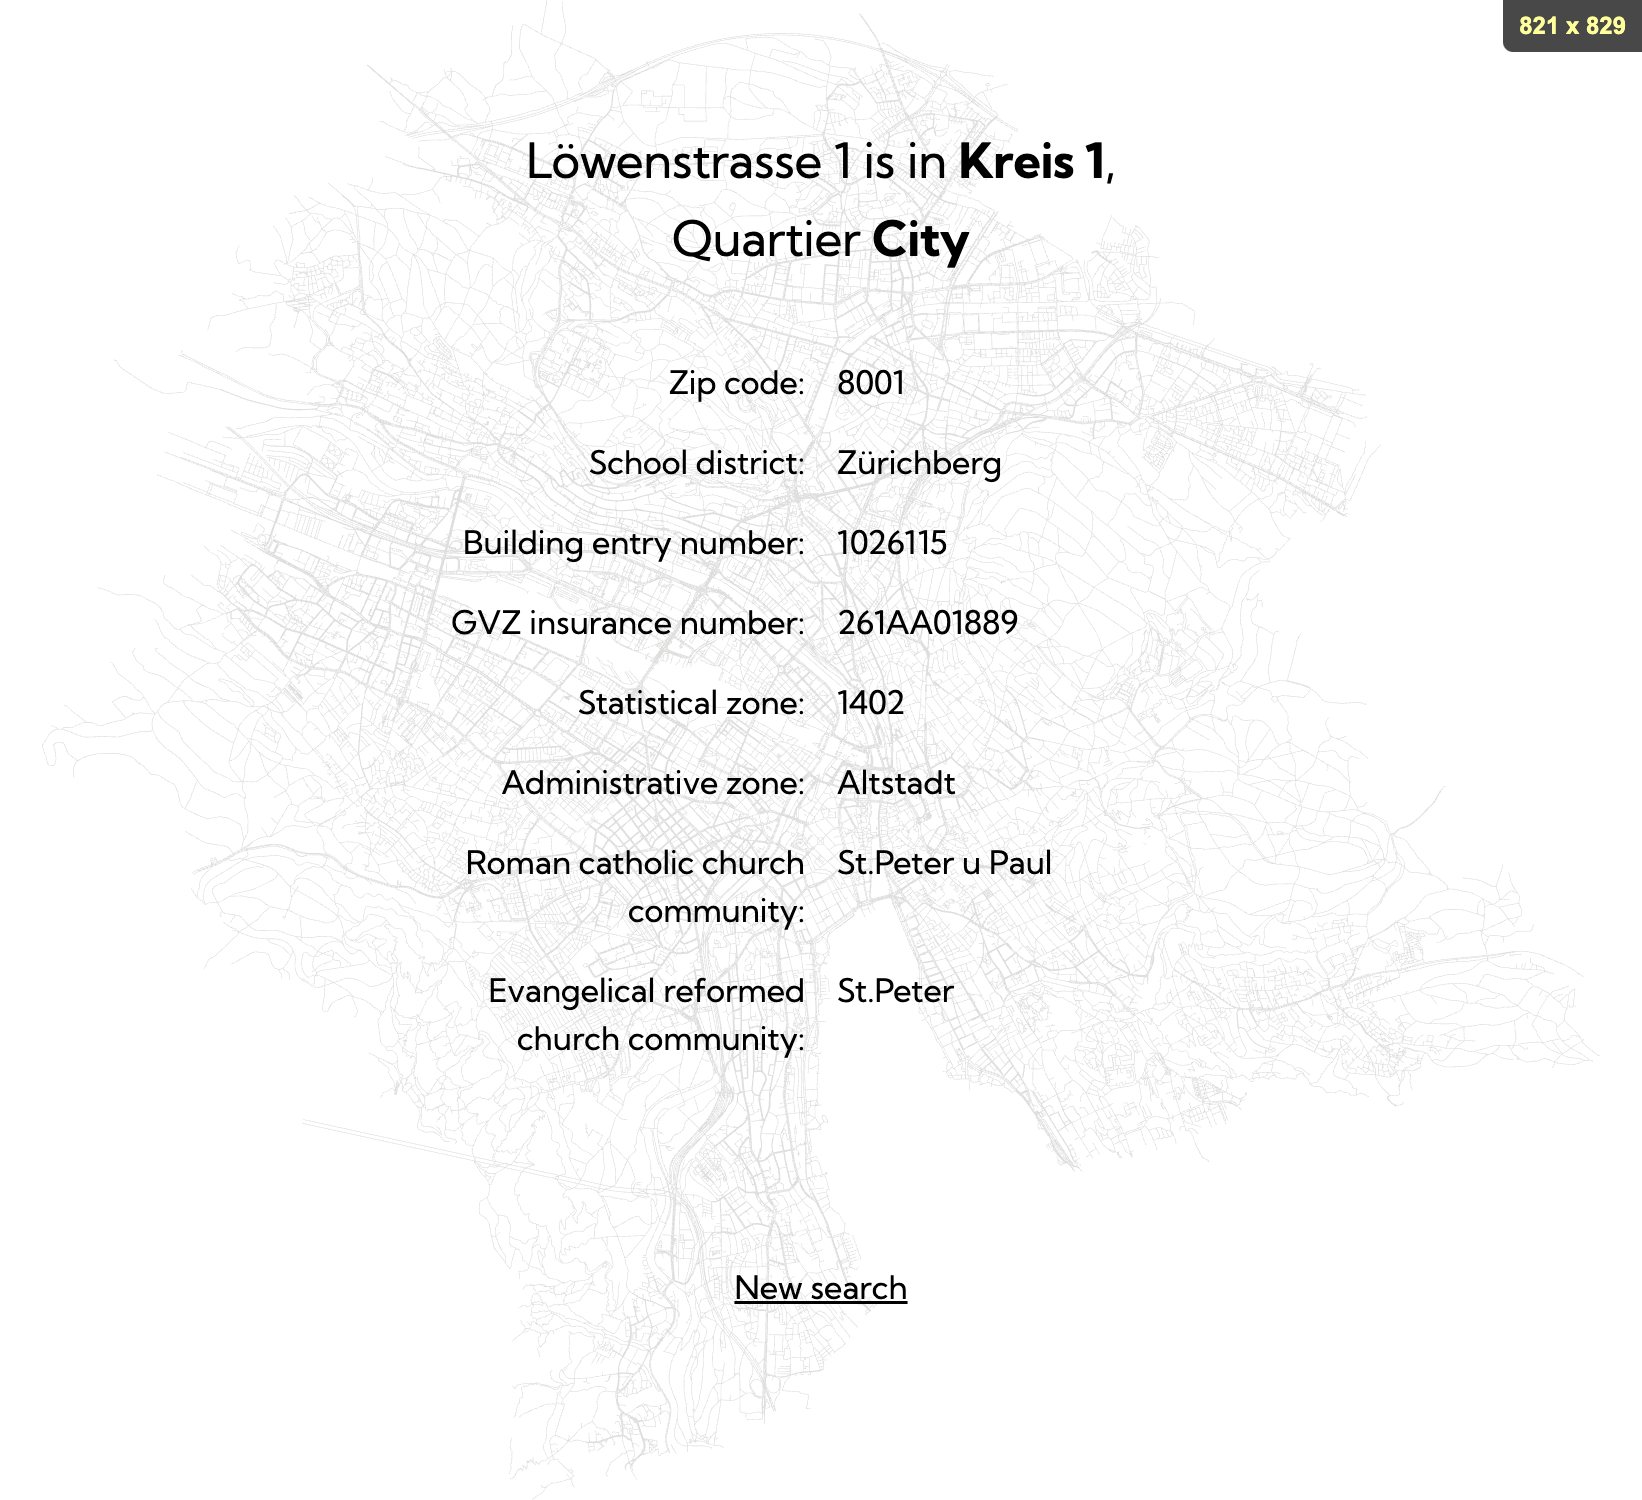 821 x 829
Löwenstrasse 1 is in Kreis 1,
Quartier City
Zip code: 8001
School district: Zürichberg
Building entry number: 1026115
GVZ insurance number: 261AA01889
Statistical zone: 1402
Administrative zone: Altstadt
Roman catholic church St.Peter u Paul
community:
Evangelical reformed St.Peter
church community:
New search